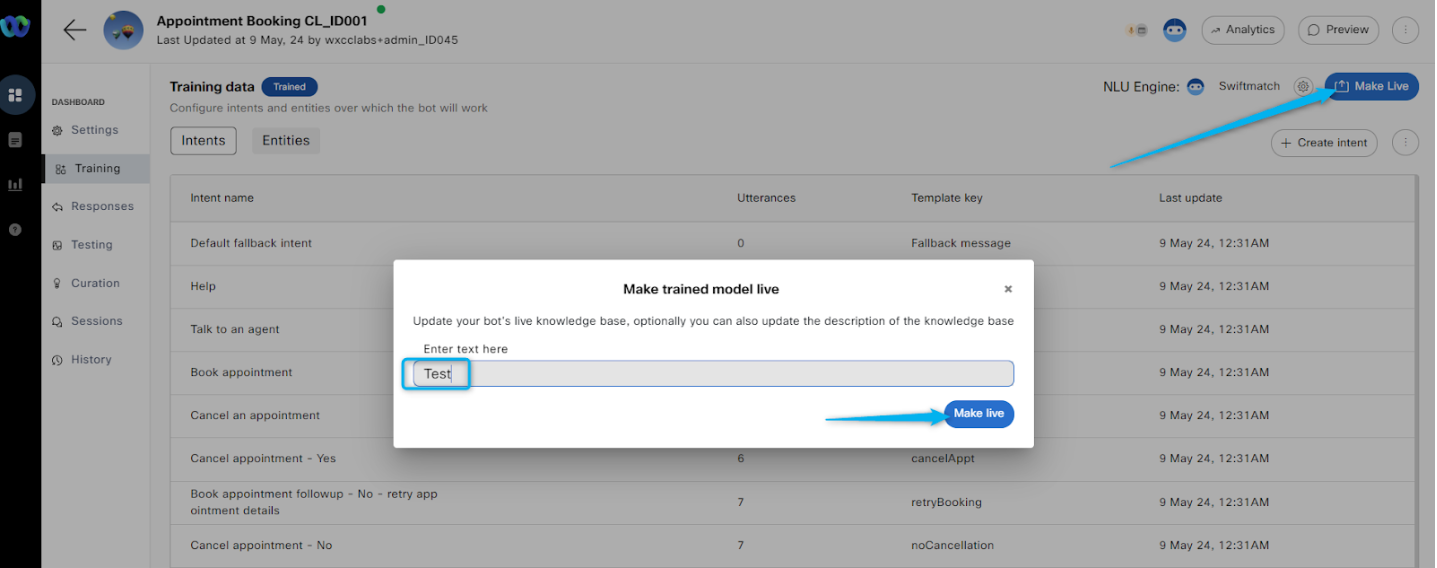 Appointment Booking CL_ID001
Last Updated at 9 May, 24 by wxcclabs+admin_ID045
Analytics
Preview
DASHBOARD
Settings
Training
Responses
Testing
Curation
Sessions
History
Training data Trained
Configure intents and entities over which the bot will work
NLU Engine: Swiftmatch Make Live
Intents Entities
+ Create intent
Intent name Utterances Template key Last update
Default fallback intent 0 Fallback message 9 May 24, 12:31AM
Help 9 May 24, 12:31AM
Talk to an agent 9 May 24, 12:31AM
Book appointment 9 May 24, 12:31AM
Cancel an appointment 9 May 24, 12:31AM
Cancel appointment - Yes 6 cancelAppt 9 May 24, 12:31AM
Book appointment followup - No - retry app
ointment details 7 retryBooking 9 May 24, 12:31AM
Cancel appointment - No 7 noCancellation 9 May 24, 12:31AM
Make trained model live
Update your bot's live knowledge base, optionally you can also update the description of the knowledge base
Enter text here
Test
Make live